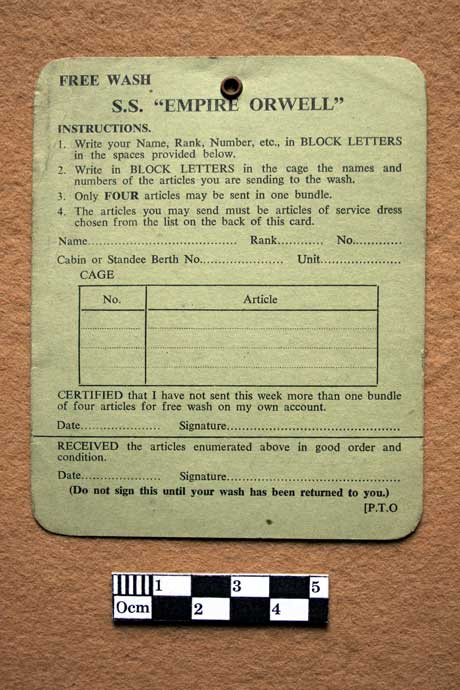 FREE WASH
S.S. "EMPIRE ORWELL"
INSTRUCTIONS.
1. Write your Name, Rank, Number, etc., in BLOCK LETTERS
in the spaces provided below.
2. Write in BLOCK LETTERS in the cage the names and
numbers of the articles you are sending to the wash.
3. Only FOUR articles may be sent in one bundle.
4. The articles you may send must be articles of service dress
chosen from the list on the back of this card.
Name.................................... Rank........... No............
Cabin or Standee Berth No.................... Unit....................
CAGE
No. Article
CERTIFIED that I have not sent this week more than one bundle
of four articles for free wash on my own account.
Date................... Signature..........................................
RECEIVED the articles enumerated above in good order and
condition.
Date................... Signature..........................................
(Do not sign this until your wash has been returned to you.)
[P.T.O
1 3 5
0cm 2 4